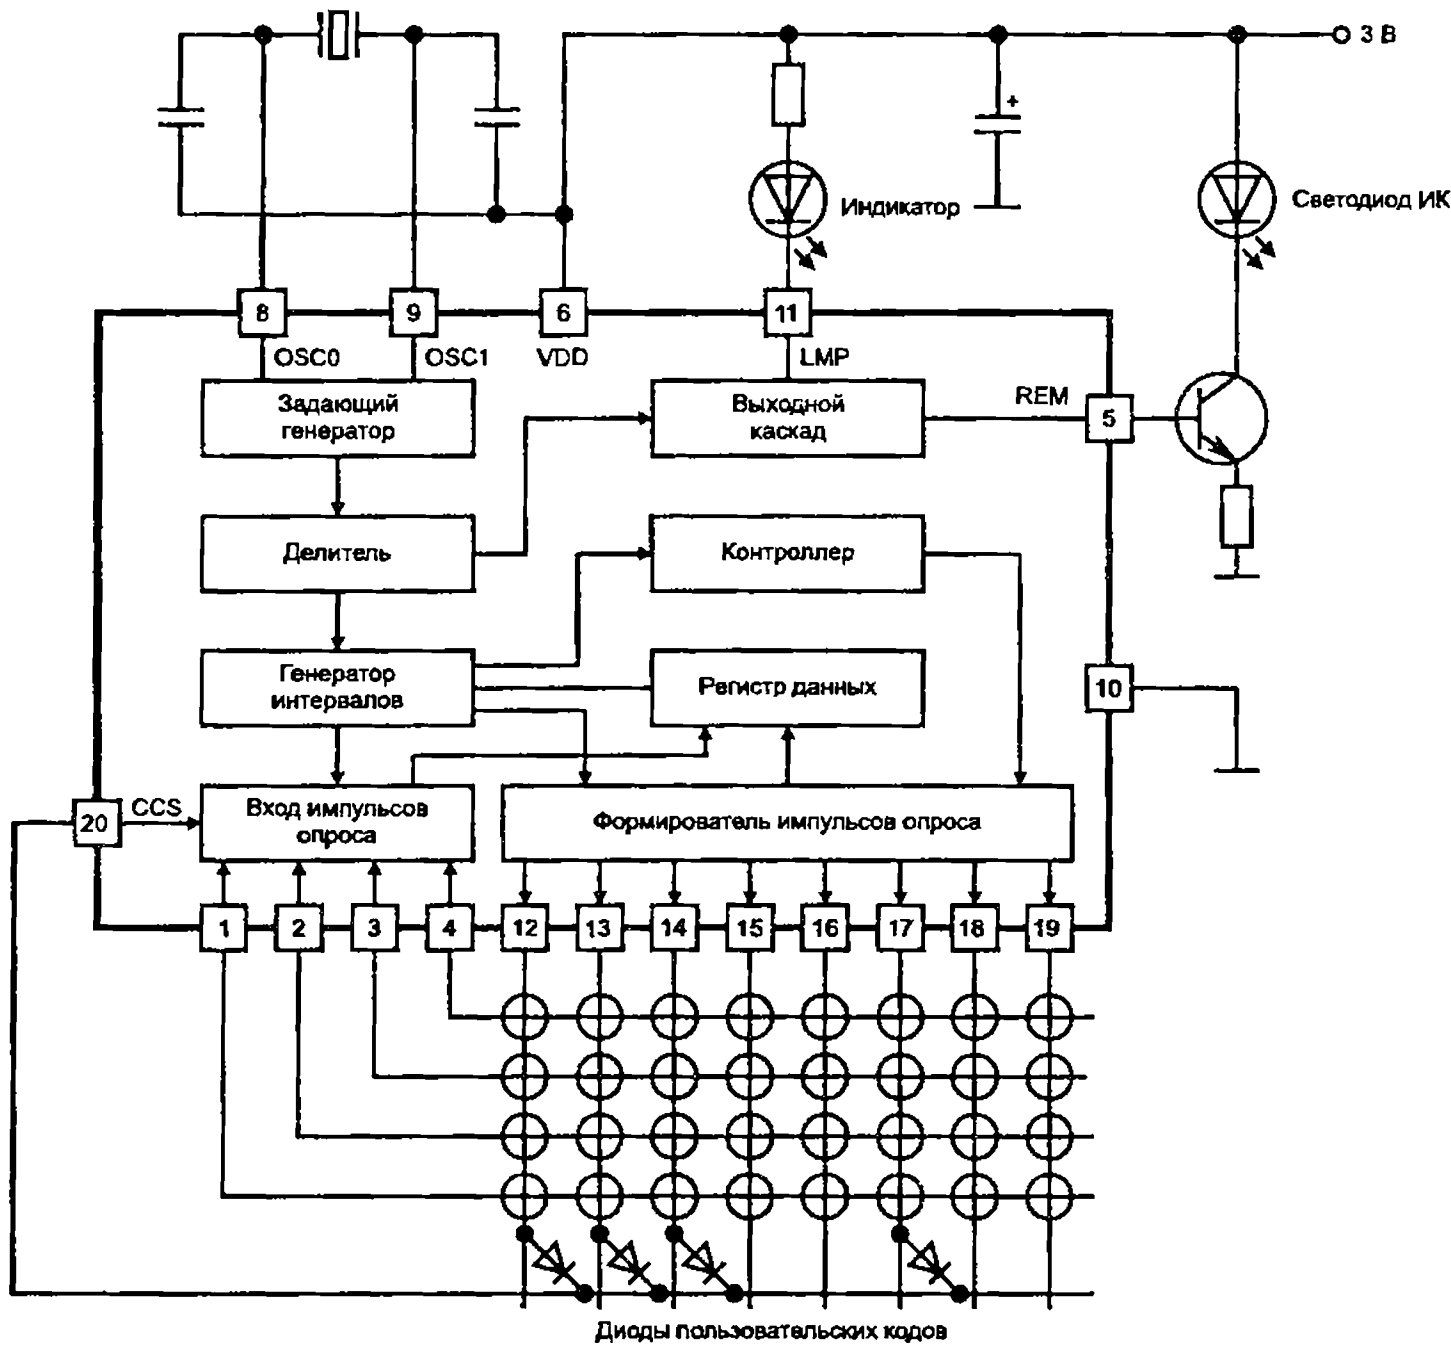 3 В
+
Индикатор
Светодиод ИК
8
9
6
11
OSC0
OSC1
VDD
LMP
Задающий
генератор
Выходной
каскад
REM
5
Делитель
Контроллер
Генератор
интервалов
Регистр данных
10
20
CCS
Вход импульсов
опроса
Формирователь импульсов опроса
1
2
3
4
12
13
14
15
16
17
18
19
Диоды пользовательских кодов